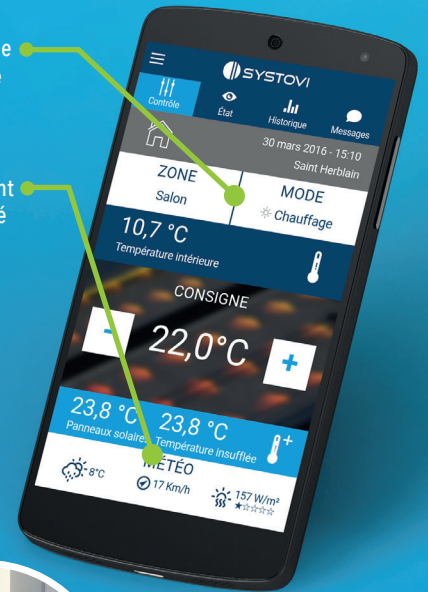 e
e
nt
é
SYSTOVI
Contrôle État Historique Messages
30 mars 2016 - 15:10
Saint Herblain
ZONE MODE
Salon Chauffage
10,7 °C
Température intérieure
CONSIGNE
- 22,0°C +
23,8 °C 23,8 °C
Panneaux solaires Température insufflée
MÉTÉO
8°C 17 Km/h 157 W/m²